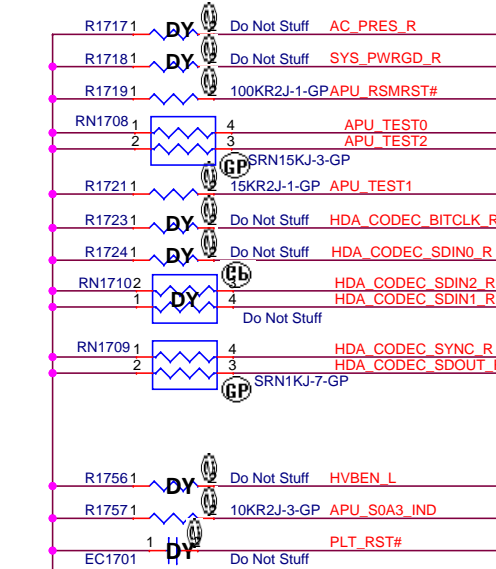 R1717 1 DY 2 Do Not Stuff AC_PRES_R
R1718 1 DY 2 Do Not Stuff SYS_PWRGD_R
R1719 1 2 100KR2J-1-GP APU_RSMRST#
RN1708 1 4 APU_TEST0
2 3 APU_TEST2
GP SRN15KJ-3-GP
R1721 1 2 15KR2J-1-GP APU_TEST1
R1723 1 DY 2 Do Not Stuff HDA_CODEC_BITCLK_R
R1724 1 DY 2 Do Not Stuff HDA_CODEC_SDIN0_R
RN1710 2 3 HDA_CODEC_SDIN2_R
1 DY 4 HDA_CODEC_SDIN1_R
Do Not Stuff
RN1709 1 4 HDA_CODEC_SYNC_R
2 3 HDA_CODEC_SDOUT_
GP SRN1KJ-7-GP
R1756 1 DY 2 Do Not Stuff HVBEN_L
R1757 1 2 10KR2J-3-GP APU_S0A3_IND
1 DY 2 PLT_RST#
EC1701 Do Not Stuff